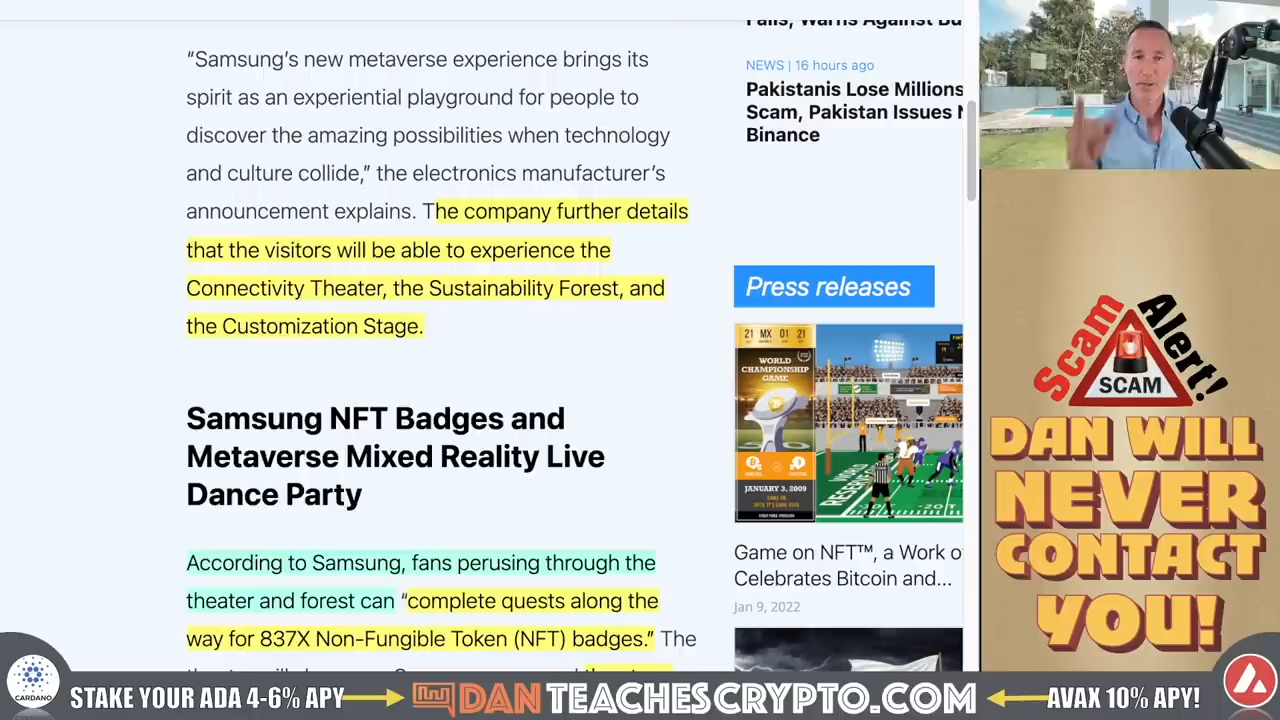 “Samsung’s new metaverse experience brings its
spirit as an experiential playground for people to
discover the amazing possibilities when technology
and culture collide,” the electronics manufacturer’s
announcement explains. The company further details
that the visitors will be able to experience the
Connectivity Theater, the Sustainability Forest, and
the Customization Stage.
Samsung NFT Badges and
Metaverse Mixed Reality Live
Dance Party
According to Samsung, fans perusing through the
theater and forest can “complete quests along the
way for 837X Non-Fungible Token (NFT) badges.” The
NEWS | 16 hours ago
Pakistanis Lose Millions
Scam, Pakistan Issues
Binance
Press releases
21 MX 01 21
WORLD
CHAMPIONSHIP
GAME
JANUARY 3, 2009
Game on NFT™, a Work
Celebrates Bitcoin and...
Jan 9, 2022
Scam Alert!
SCAM
DAN WILL
NEVER
CONTACT
YOU!
CARDANO
STAKE YOUR ADA 4-6% APY
DANTEACHESCRYPTO.COM
AVAX 10% APY!